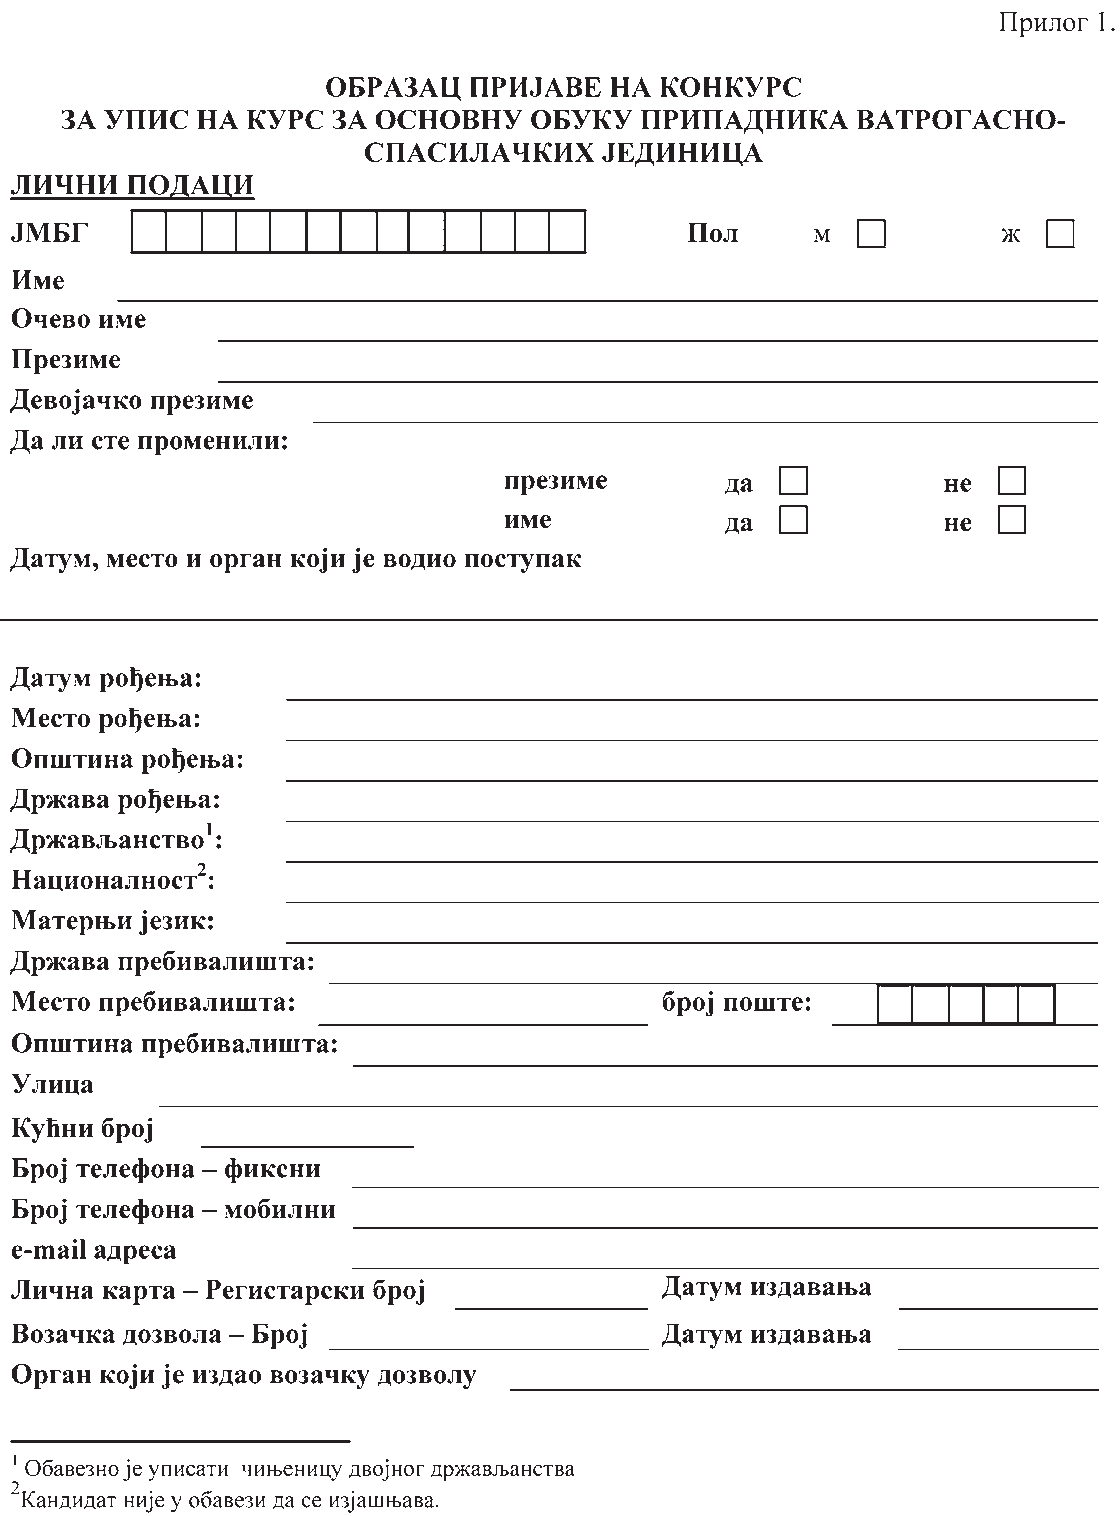 Прилог 1.
ОБРАЗАЦ ПРИЈАВЕ НА КОНКУРС
ЗА УПИС НА КУРС ЗА ОСНОВНУ ОБУКУ ПРИПАДНИКА ВАТРОГАСНО-
СПАСИЛАЧКИХ ЈЕДИНИЦА
ЛИЧНИ ПОДАЦИ
ЈМБГ Пол м ж
Име
Очево име
Презиме
Девојачко презиме
Да ли сте променили:
презиме да не
име да не
Датум, место и орган који је водио поступак
Датум рођења:
Место рођења:
Општина рођења:
Држава рођења:
Држављанство1:
Националност2:
Матерњи језик:
Држава пребивалишта:
Место пребивалишта: број поште:
Општина пребивалишта:
Улица
Кућни број
Број телефона – фиксни
Број телефона – мобилни
e-mail адреса
Лична карта – Регистарски број Датум издавања
Возачка дозвола – Број Датум издавања
Орган који је издао возачку дозволу
1 Обавезно је уписати чињеницу двојног држављанства
2Кандидат није у обавези да се изјашњава.